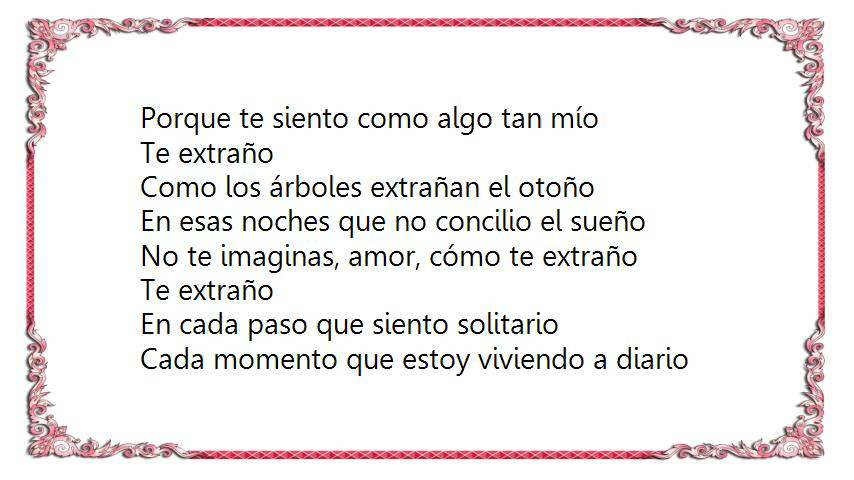 Porque te siento como algo tan mío
Te extraño
Como los árboles extrañan el otoño
En esas noches que no concilio el sueño
No te imaginas, amor, cómo te extraño
Te extraño
En cada paso que siento solitario
Cada momento que estoy viviendo a diario